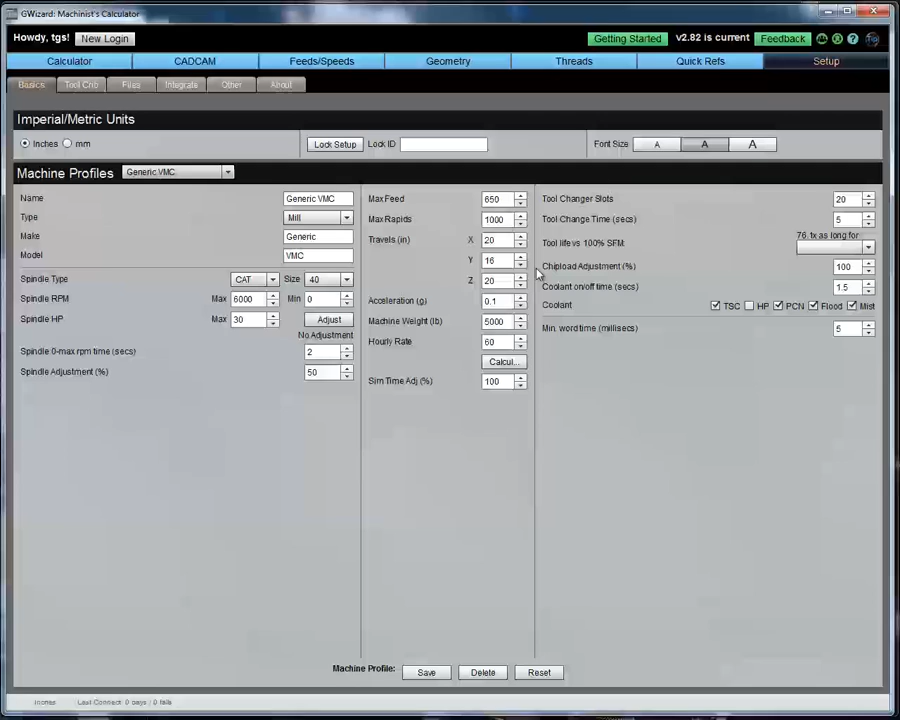 GWizard: Machinist's Calculator
Howdy, tgs! New Login Getting Started v2.82 is current Feedback ?
Calculator CADCAM Feeds/Speeds Geometry Threads Quick Refs Setup
Basics Tool Crib Files Integrate Other About
Imperial/Metric Units
Inches mm Lock Setup Lock ID Font Size A A A
Machine Profiles Generic VMC
Name Generic VMC
Type Mill
Make Generic
Model VMC
Spindle Type CAT Size 40
Spindle RPM Max 6000 Min 0
Spindle HP Max 30 Adjust
No Adjustment
Spindle 0-max rpm time (secs) 2
Spindle Adjustment (%) 50
Max Feed 650
Max Rapids 1000
Travels (in) X 20
Y 16
Z 20
Acceleration (g) 0.1
Machine Weight (lb) 5000
Hourly Rate 60
Calcul...
Sim Time Adj (%) 100
Tool Changer Slots 20
Tool Change Time (secs) 5
76. tx as long for
Tool life vs 100% SFM:
Chipload Adjustment (%) 100
Coolant on/off time (secs) 1.5
Coolant TSC HP PCN Flood Mist
Min. word time (millisecs) 5
Machine Profile: Save Delete Reset
Inches Last Connect: 0 days / 0 fails